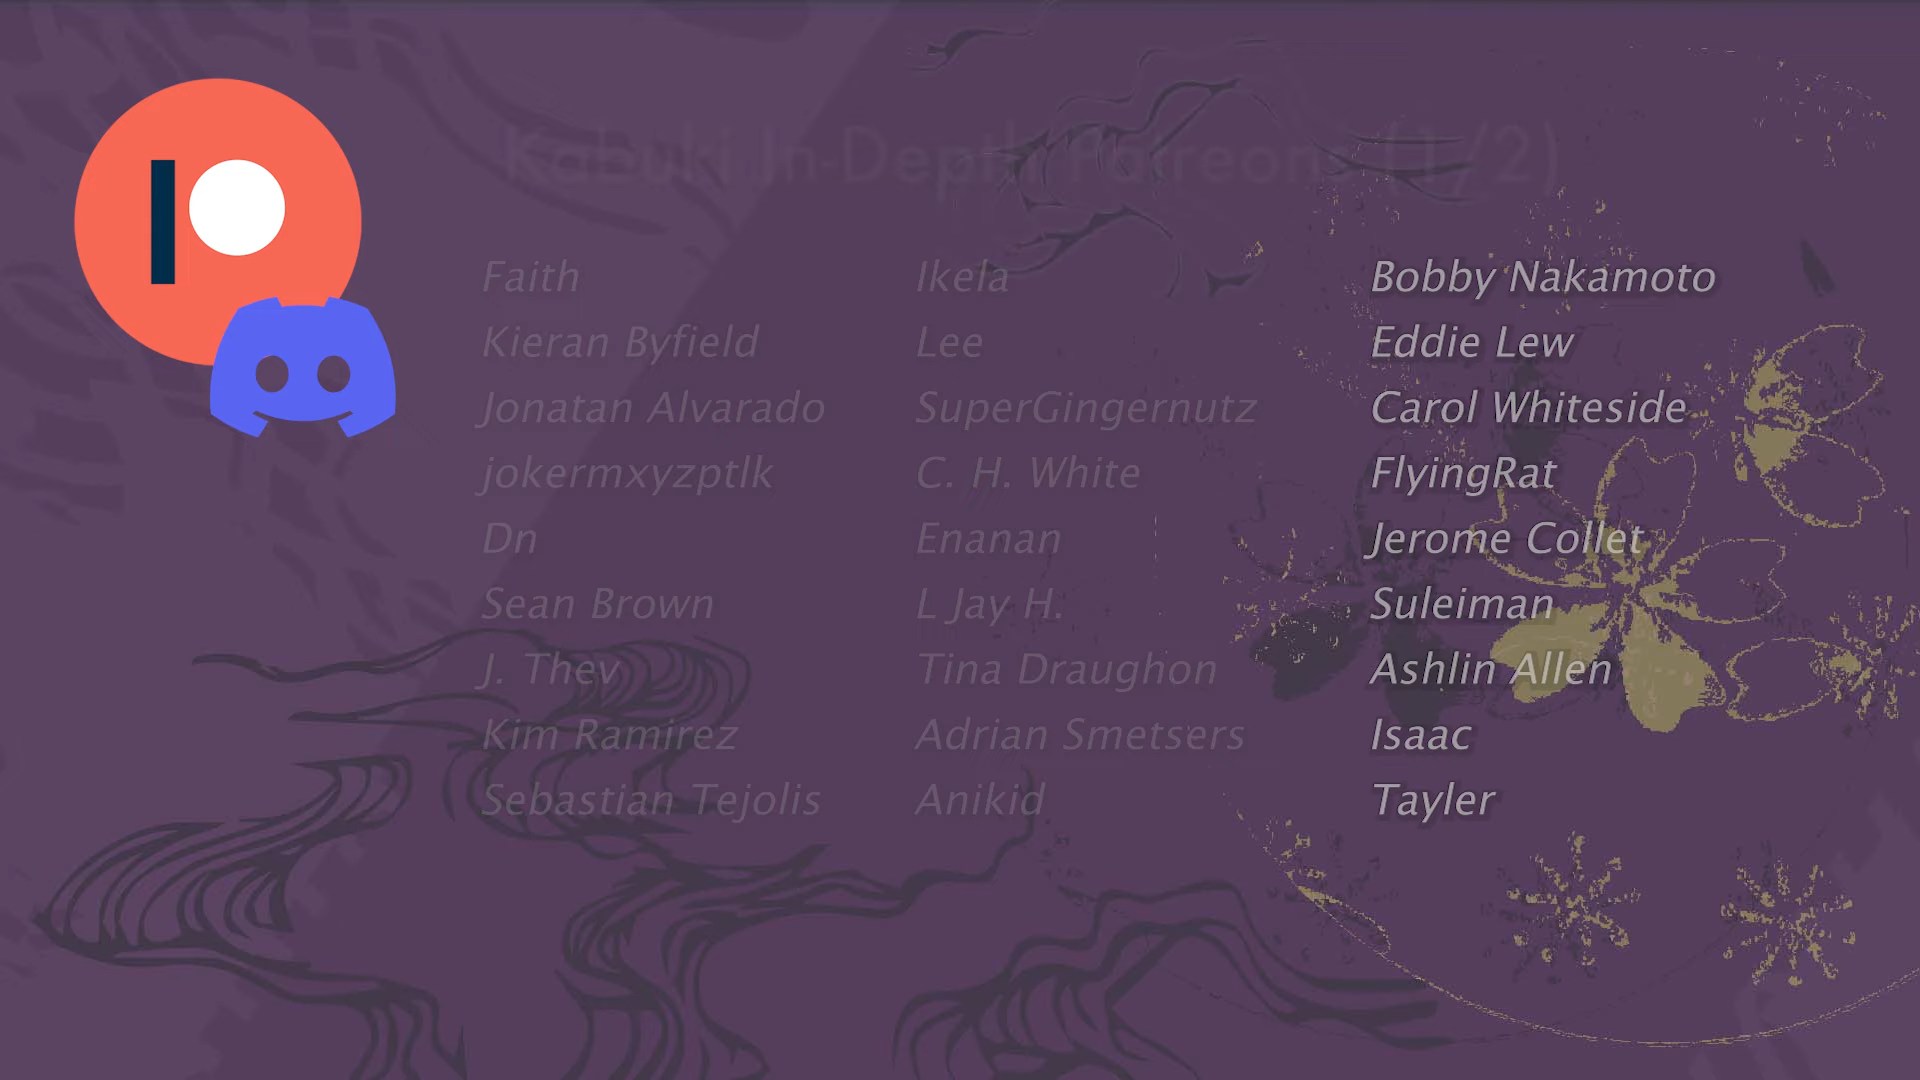 Kabuki In-Depth Patreons (1/2)
Faith
Kieran Byfield
Jonatan Alvarado
jokermxyzptlk
Dn
Sean Brown
J. Thev
Kim Ramirez
Sebastian Tejolis
Ikela
Lee
SuperGingernutz
C. H. White
Enanan
L Jay H.
Tina Draughon
Adrian Smetsers
Anikid
Bobby Nakamoto
Eddie Lew
Carol Whiteside
FlyingRat
Jerome Collet
Suleiman
Ashlin Allen
Isaac
Tayler